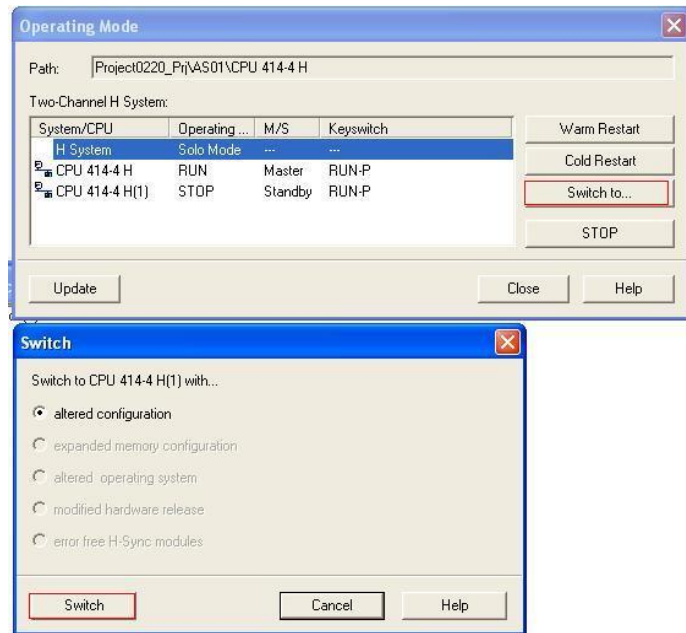 Operating Mode
Path: Project0220_Prj\AS01\CPU 414-4 H
Two-Channel H System:
System/CPU Operating ... M/S Keyswitch
H System Solo Mode --- ---
CPU 414-4 H RUN Master RUN-P
CPU 414-4 H(1) STOP Standby RUN-P
Warm Restart
Cold Restart
Switch to...
STOP
Update Close Help
Switch
Switch to CPU 414-4 H(1) with...
altered configuration
expanded memory configuration
altered operating system
modified hardware release
error free H-Sync modules
Switch Cancel Help